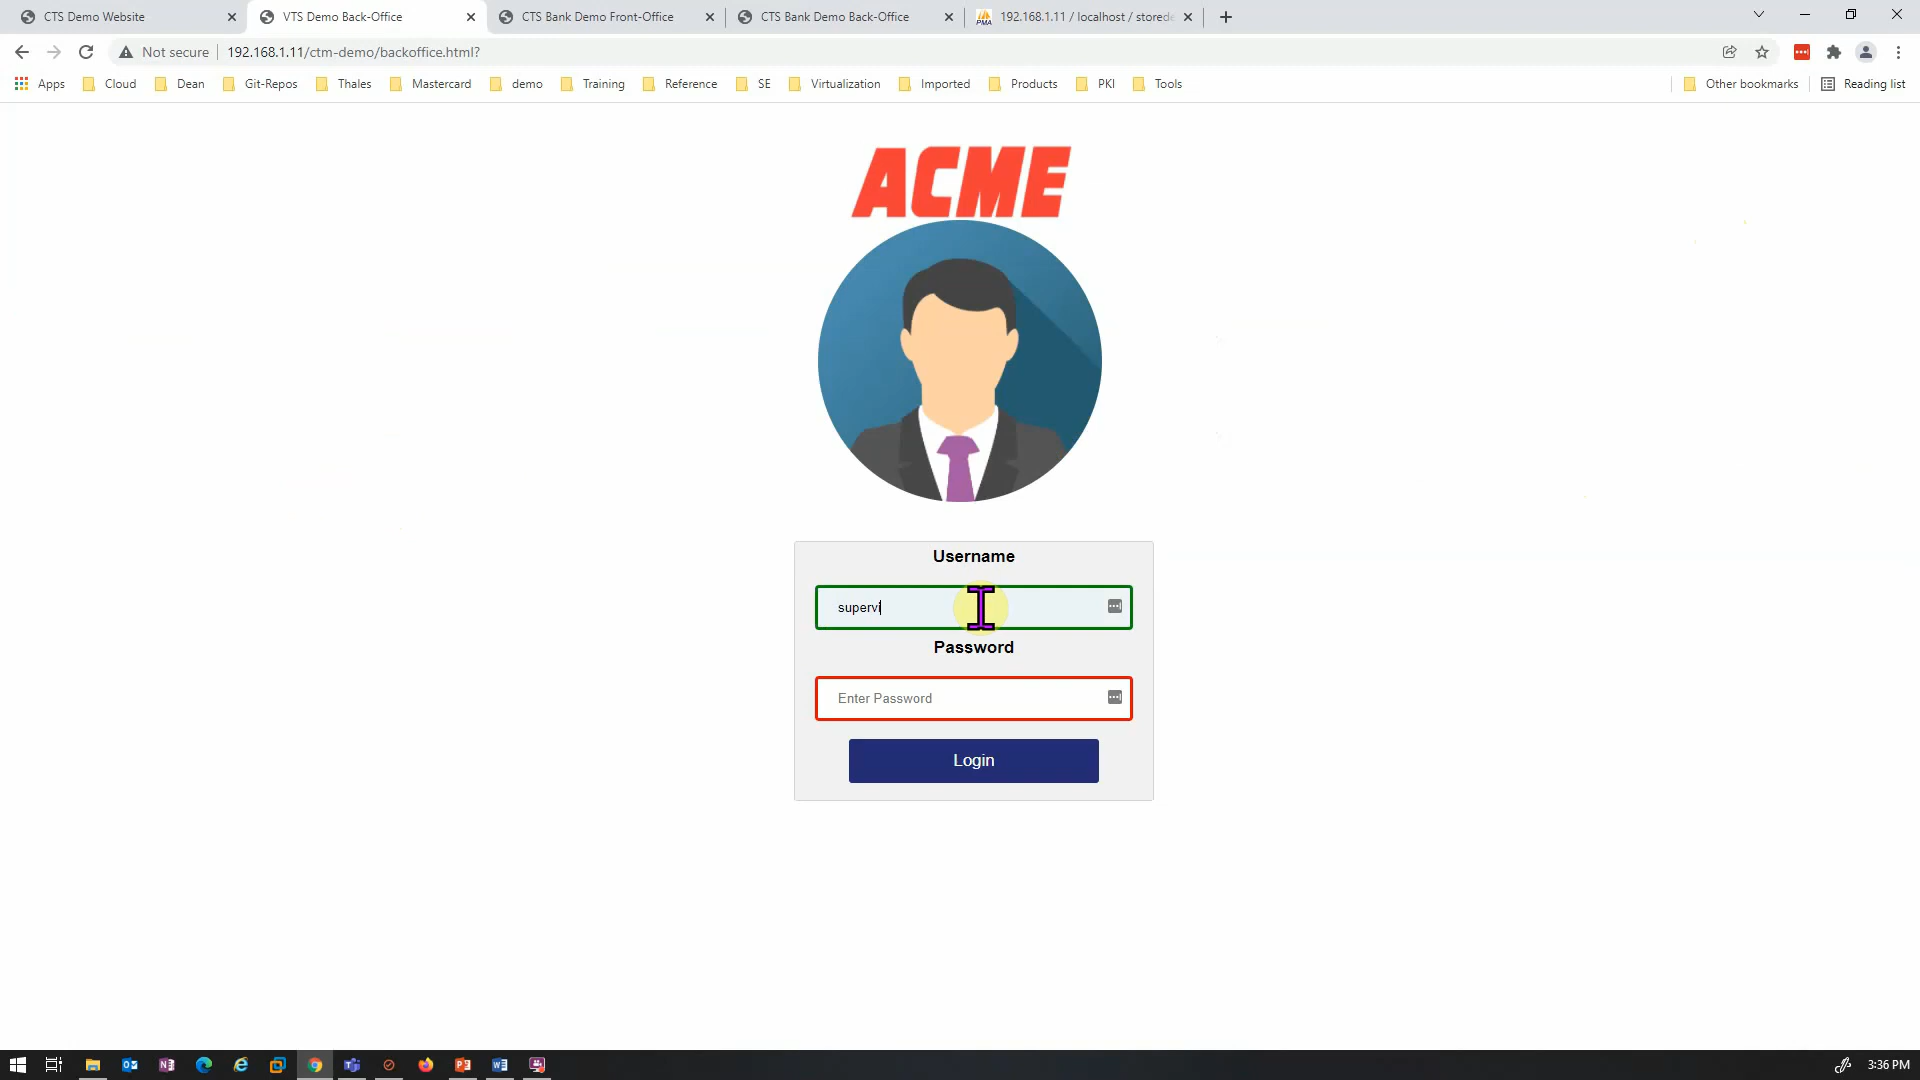 CTS Demo Website
VTS Demo Back-Office
CTS Bank Demo Front-Office
CTS Bank Demo Back-Office
PMA
192.168.1.11 / localhost / storede
Not secure
192.168.1.11/ctm-demo/backoffice.html?
Apps
Cloud
Dean
Git-Repos
Thales
Mastercard
demo
Training
Reference
SE
Virtualization
Imported
Products
PKI
Tools
Other bookmarks
Reading list
ACME
Username
supervi
Password
Enter Password
Login
3:36 PM